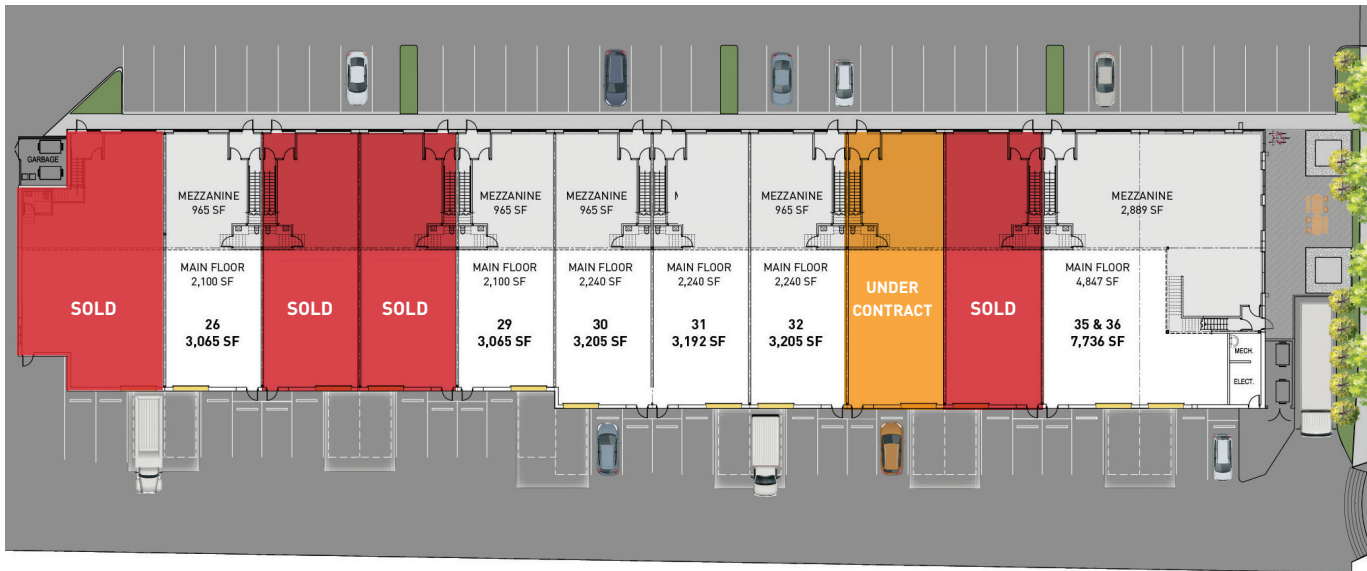 GARBAGE
SOLD
MEZZANINE
965 SF
MAIN FLOOR
2,100 SF
26
3,065 SF
SOLD
SOLD
MEZZANINE
965 SF
MAIN FLOOR
2,100 SF
29
3,065 SF
MEZZANINE
965 SF
MAIN FLOOR
2,240 SF
30
3,205 SF
M
MAIN FLOOR
2,240 SF
31
3,192 SF
MEZZANINE
965 SF
MAIN FLOOR
2,240 SF
32
3,205 SF
UNDER
CONTRACT
SOLD
MEZZANINE
2,889 SF
MAIN FLOOR
4,847 SF
35 & 36
7,736 SF
MECH.
ELECT.